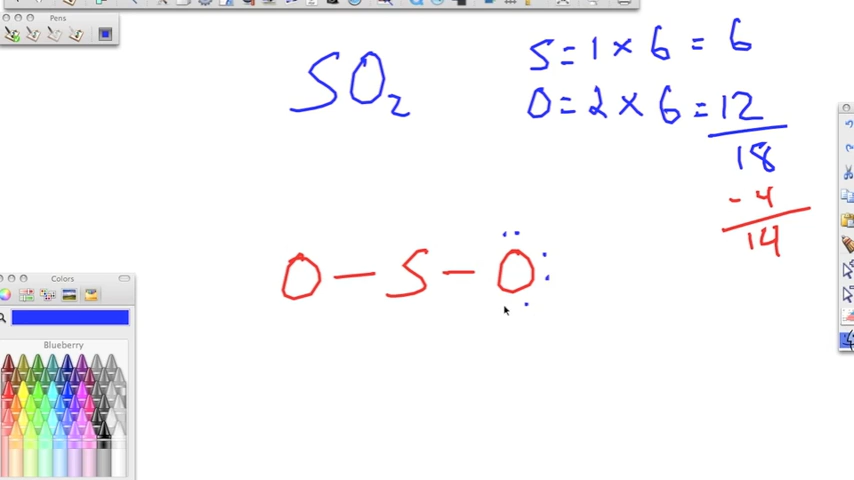 Pens
SO₂
S = 1 × 6 = 6
O = 2 × 6 = 12
18
- 4
14
O — S — O
Colors
Blueberry